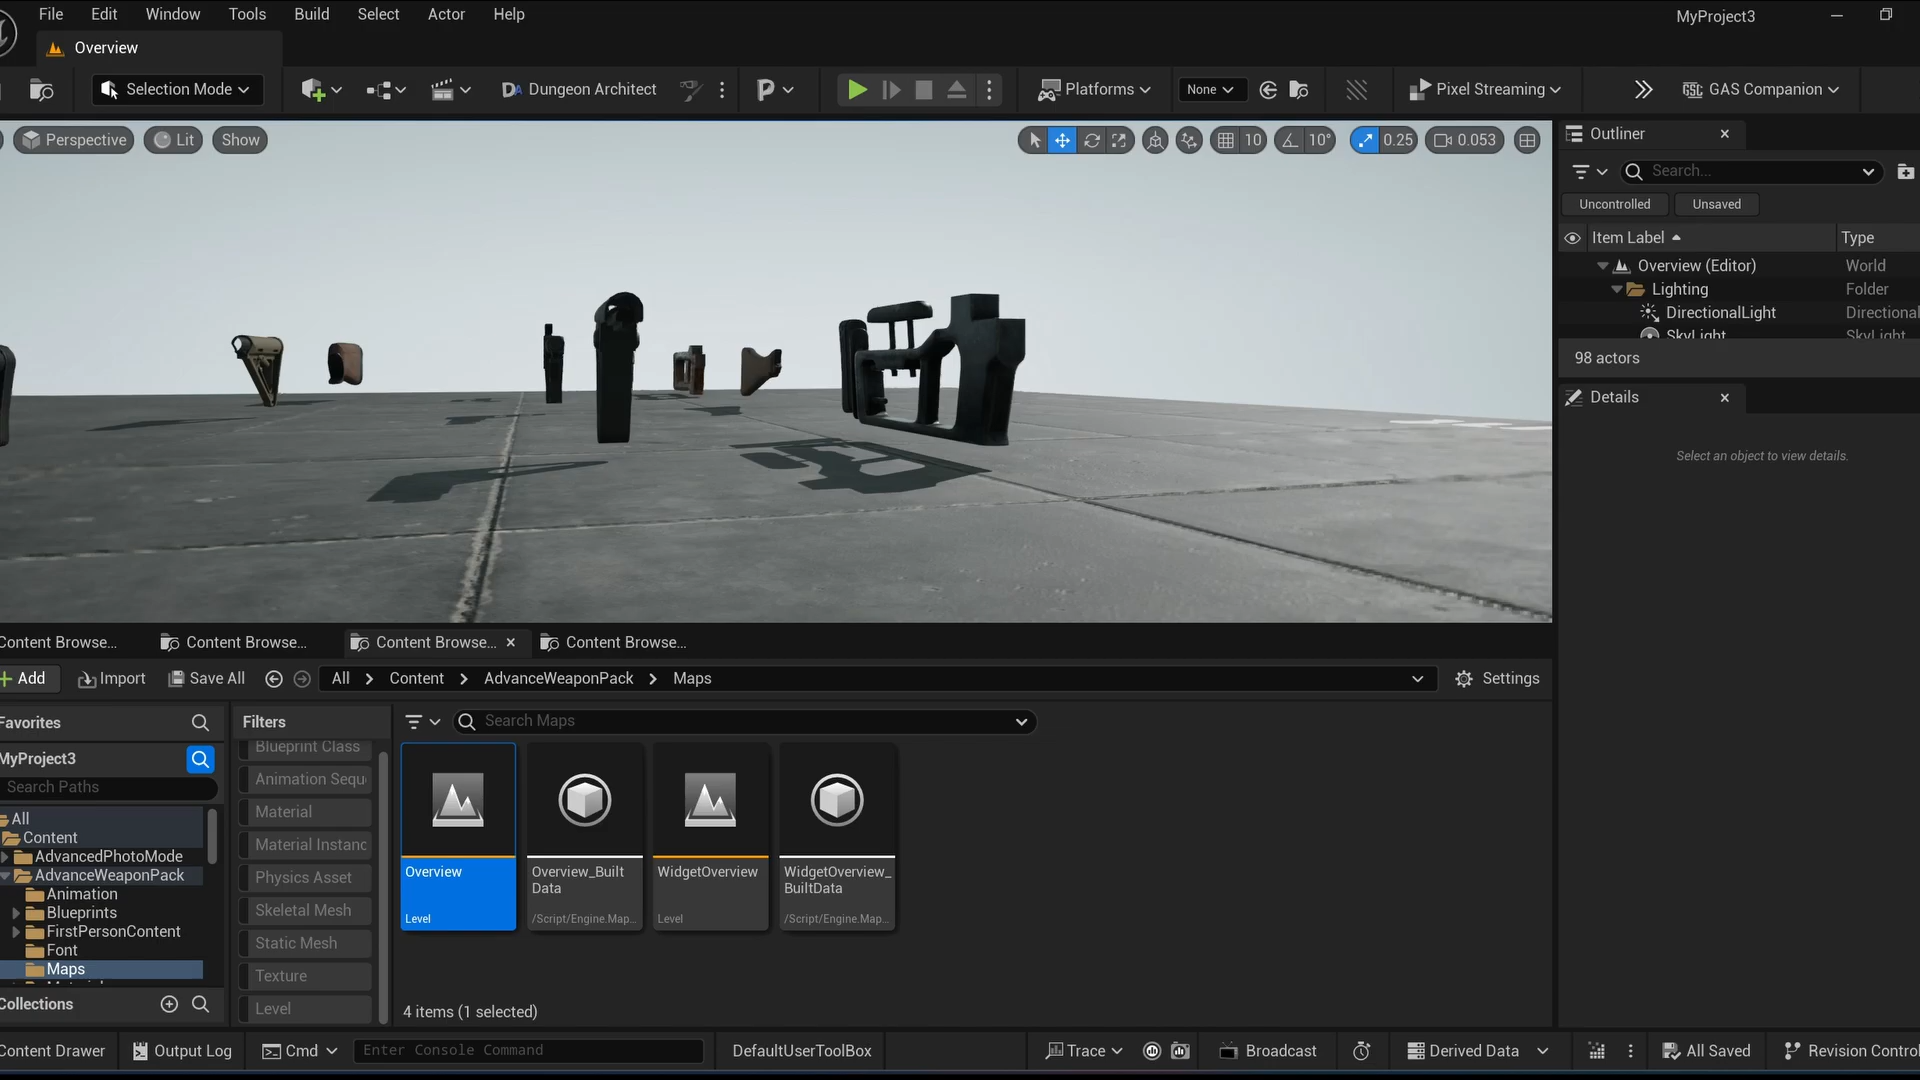 File Edit Window Tools Build Select Actor Help
MyProject3
Overview
Selection Mode
Dungeon Architect
Platforms
None
Pixel Streaming
GAS Companion
Perspective
Lit
Show
10
10°
0.25
0.053
Outliner
Search...
Uncontrolled
Unsaved
Item Label
Type
Overview (Editor) World
Lighting Folder
DirectionalLight Directional
SkyLight SkyLight
98 actors
Details
Select an object to view details.
Content Browse...
Content Browse...
Content Browse...
Content Browse...
Add
Import
Save All
All > Content > AdvanceWeaponPack > Maps
Settings
Favorites
MyProject3
Search Paths
All
Content
AdvancedPhotoMode
AdvanceWeaponPack
Animation
Blueprints
FirstPersonContent
Font
Maps
Collections
Filters
Blueprint Class
Animation Sequ
Material
Material Instanc
Physics Asset
Skeletal Mesh
Static Mesh
Texture
Level
Search Maps
Overview
Level
Overview_Built
Data
/Script/Engine.Map...
WidgetOverview
Level
WidgetOverview_
BuiltData
/Script/Engine.Map...
4 items (1 selected)
Content Drawer
Output Log
Cmd
Enter Console Command
DefaultUserToolBox
Trace
Broadcast
Derived Data
All Saved
Revision Control